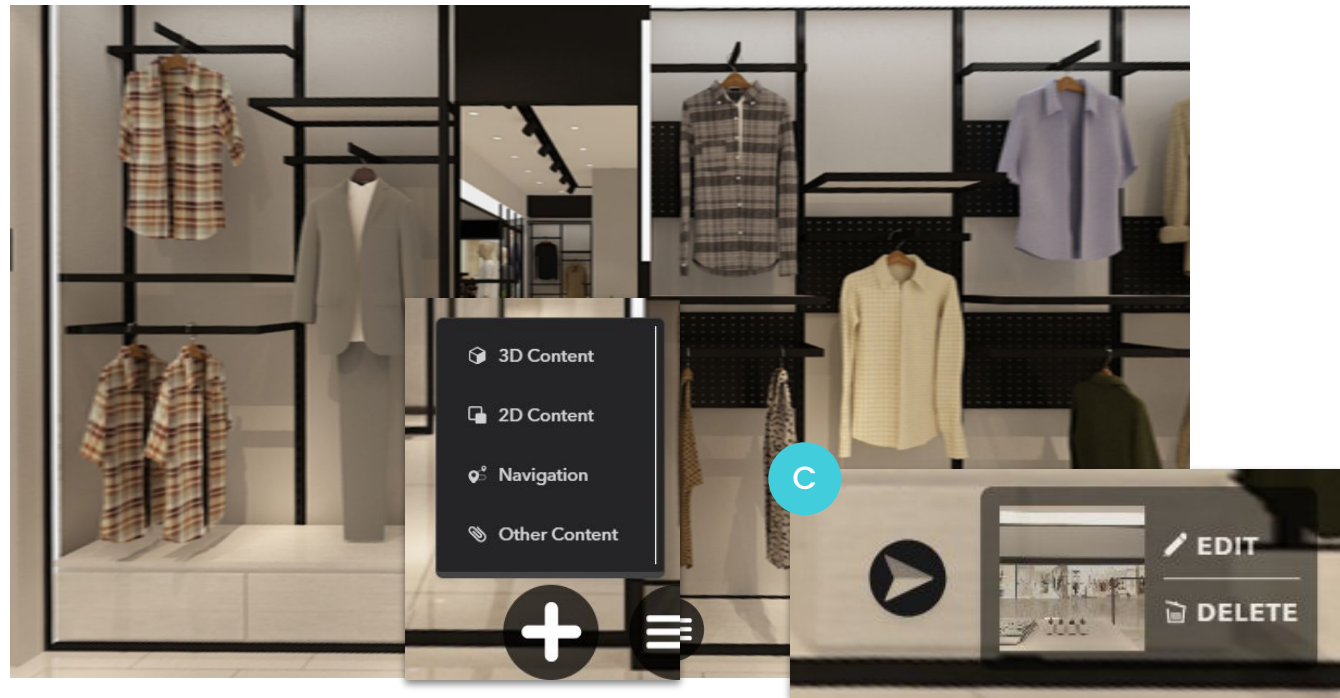 3D Content
2D Content
Navigation
Other Content
C
EDIT
DELETE